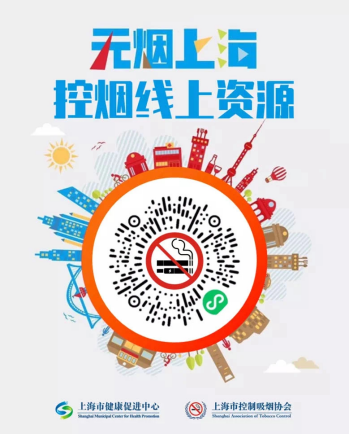 无烟上海
控烟线上资源
上海市健康促进中心
Shanghai Municipal Center for Health Promotion
上海市控制吸烟协会
Shanghai Association of Tobacco Control